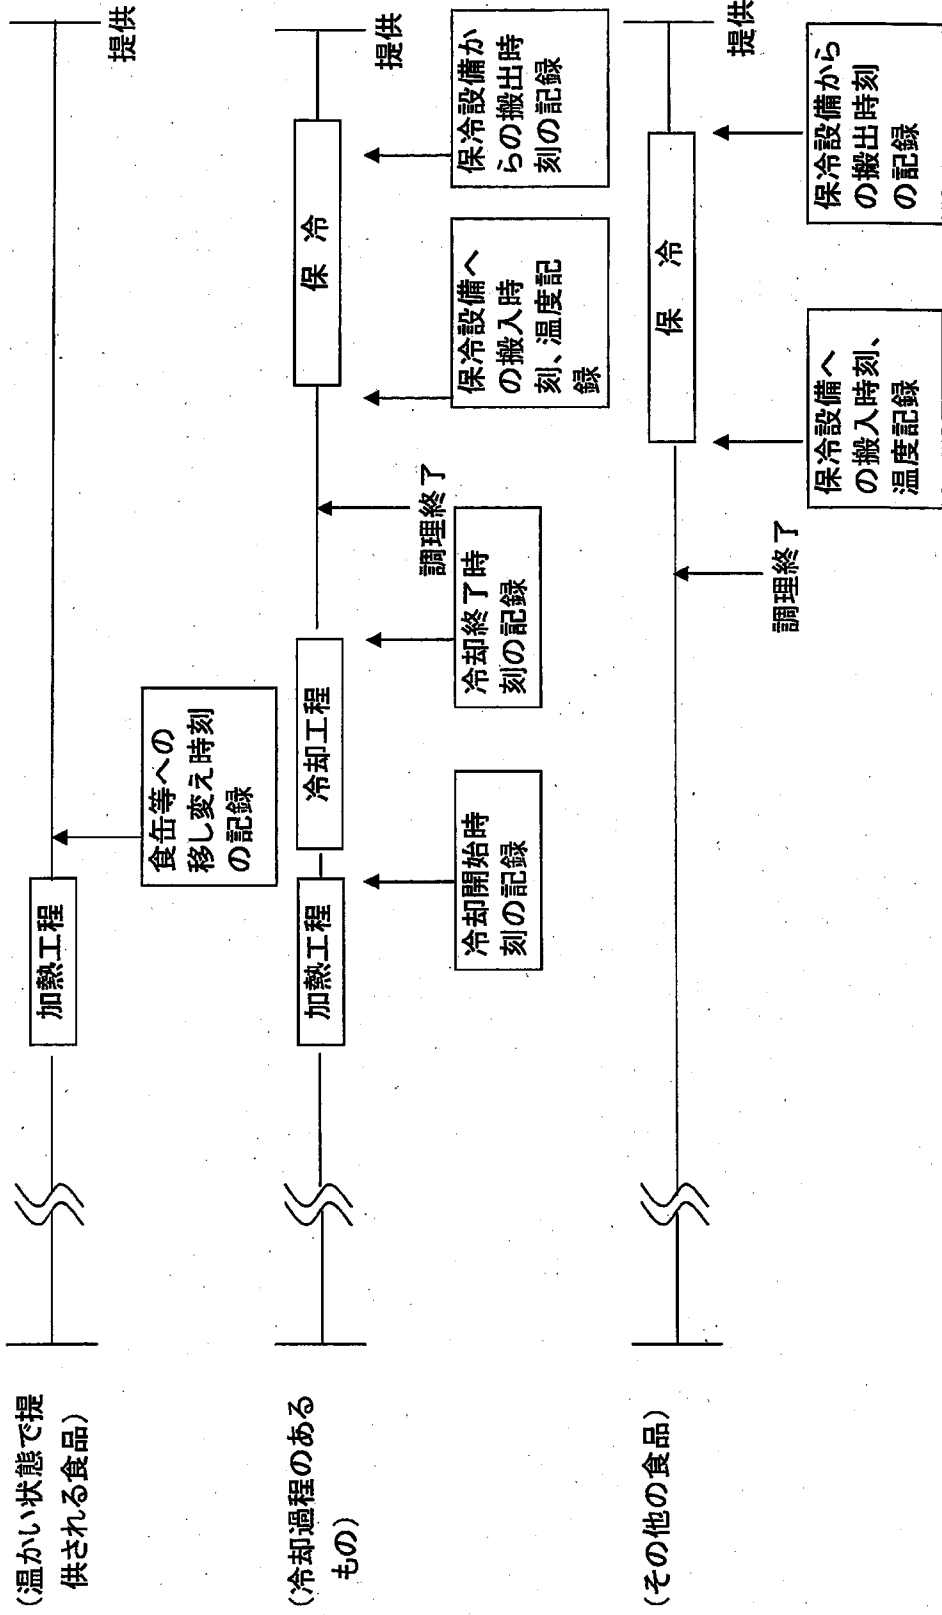 (温かい状態で提
供される食品)
加熱工程
食缶等への
移し変え時刻
の記録
提供
(冷却過程のある
もの)
加熱工程
冷却開始時
刻の記録
冷却工程
冷却終了時
刻の記録
調理終了
保冷設備へ
の搬入時
刻、温度記
録
保 冷
保冷設備か
らの搬出時
刻の記録
提供
(その他の食品)
調理終了
保冷設備へ
の搬入時刻、
温度記録
保 冷
保冷設備から
の搬出時刻
の記録
提供